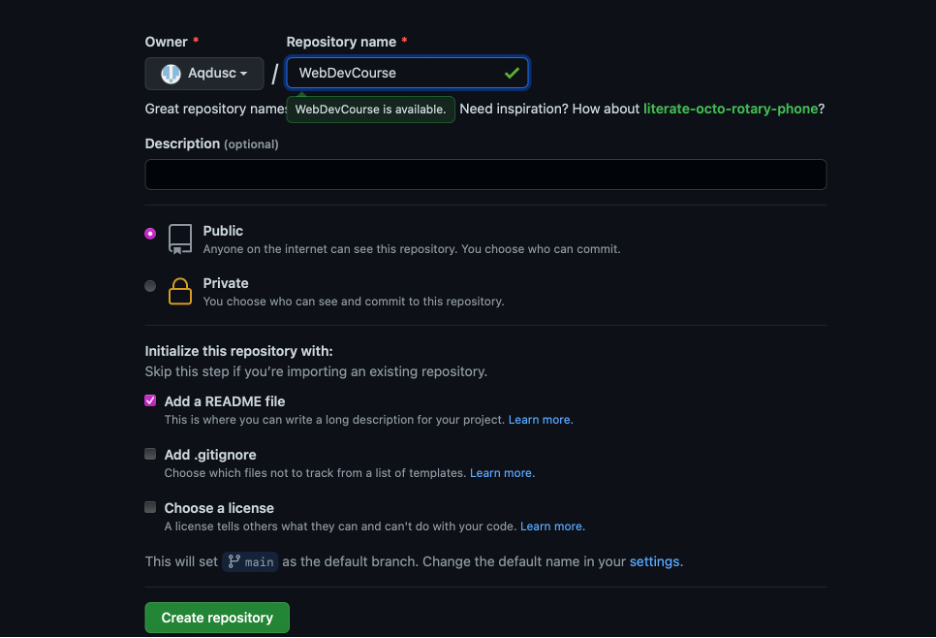 Owner * Repository name *
Aqdusc / WebDevCourse
Great repository name WebDevCourse is available. Need inspiration? How about literate-octo-rotary-phone?
Description (optional)
Public
Anyone on the internet can see this repository. You choose who can commit.
Private
You choose who can see and commit to this repository.
Initialize this repository with:
Skip this step if you're importing an existing repository.
Add a README file
This is where you can write a long description for your project. Learn more.
Add .gitignore
Choose which files not to track from a list of templates. Learn more.
Choose a license
A license tells others what they can and can't do with your code. Learn more.
This will set main as the default branch. Change the default name in your settings.
Create repository